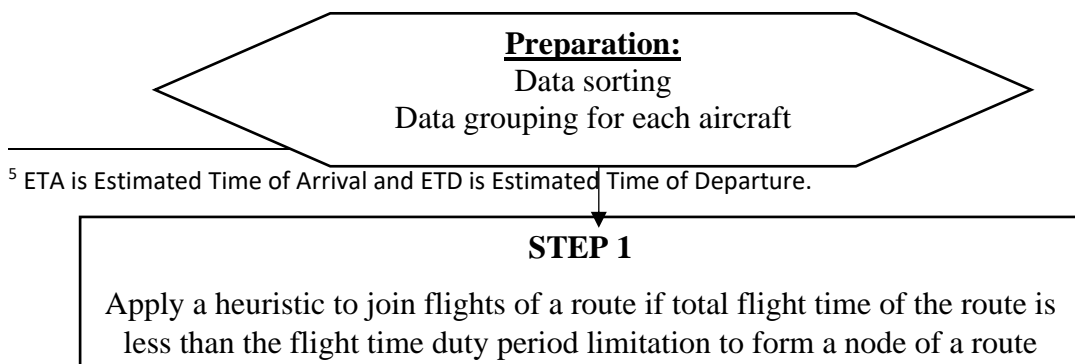 Preparation:
Data sorting
Data grouping for each aircraft
5 ETA is Estimated Time of Arrival and ETD is Estimated Time of Departure.
STEP 1
Apply a heuristic to join flights of a route if total flight time of the route is
less than the flight time duty period limitation to form a node of a route